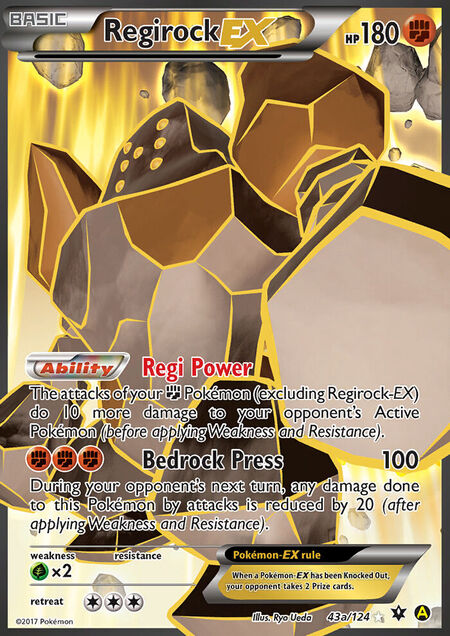 BASIC
Regirock EX HP180
Ability Regi Power
The attacks of your Pokémon (excluding Regirock-EX)
do 10 more damage to your opponent's Active
Pokémon (before applying Weakness and Resistance).
Bedrock Press 100
During your opponent's next turn, any damage done
to this Pokémon by attacks is reduced by 20 (after
applying Weakness and Resistance).
weakness resistance
×2
retreat
Pokémon-EX rule
When a Pokémon-EX has been Knocked Out,
your opponent takes 2 Prize cards.
©2017 Pokémon Illus. Ryo Ueda 43a/124 A